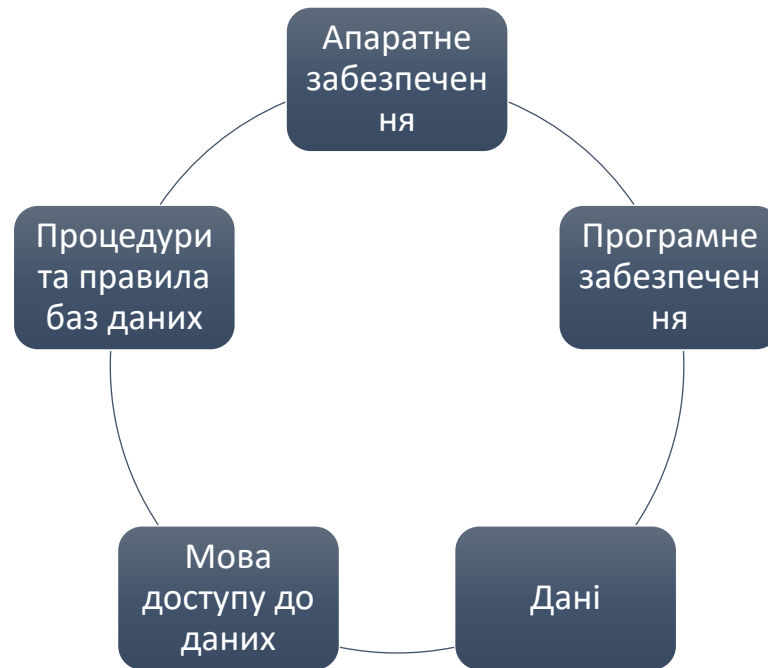 Апаратне
забезпечен
ня
Програмне
забезпечен
ня
Дані
Мова
доступу до
даних
Процедури
та правила
баз даних